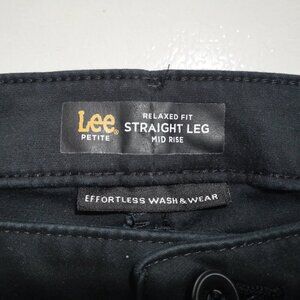 Lee®
PETITE
RELAXED FIT
STRAIGHT LEG
MID RISE
EFFORTLESS WASH & WEAR